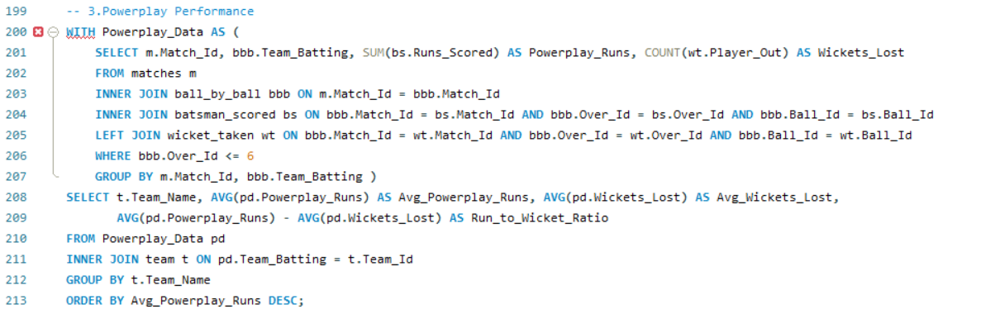 199 -- 3.Powerplay Performance
200 WITH Powerplay_Data AS (
201 SELECT m.Match_Id, bbb.Team_Batting, SUM(bs.Runs_Scored) AS Powerplay_Runs, COUNT(wt.Player_Out) AS Wickets_Lost
202 FROM matches m
203 INNER JOIN ball_by_ball bbb ON m.Match_Id = bbb.Match_Id
204 INNER JOIN batsman_scored bs ON bbb.Match_Id = bs.Match_Id AND bbb.Over_Id = bs.Over_Id AND bbb.Ball_Id = bs.Ball_Id
205 LEFT JOIN wicket_taken wt ON bbb.Match_Id = wt.Match_Id AND bbb.Over_Id = wt.Over_Id AND bbb.Ball_Id = wt.Ball_Id
206 WHERE bbb.Over_Id <= 6
207 GROUP BY m.Match_Id, bbb.Team_Batting )
208 SELECT t.Team_Name, AVG(pd.Powerplay_Runs) AS Avg_Powerplay_Runs, AVG(pd.Wickets_Lost) AS Avg_Wickets_Lost,
209 AVG(pd.Powerplay_Runs) - AVG(pd.Wickets_Lost) AS Run_to_Wicket_Ratio
210 FROM Powerplay_Data pd
211 INNER JOIN team t ON pd.Team_Batting = t.Team_Id
212 GROUP BY t.Team_Name
213 ORDER BY Avg_Powerplay_Runs DESC;